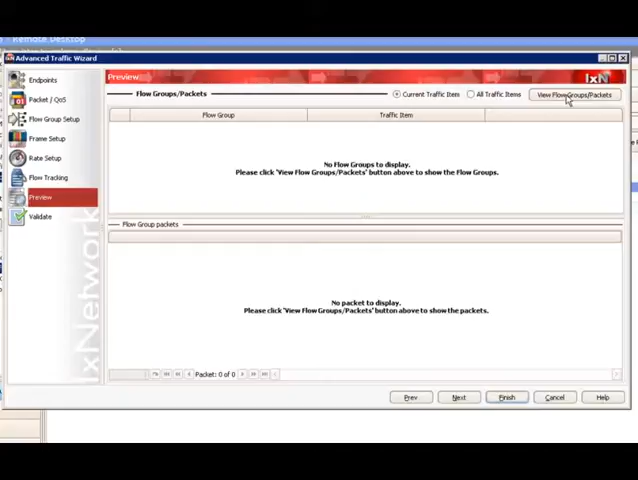 Remote Desktop
Advanced Traffic Wizard
Preview
IxN
Endpoints
Packet / QoS
Flow Group Setup
Frame Setup
Rate Setup
Flow Tracking
Preview
Validate
IxNetwork
Flow Groups/Packets
Current Traffic Item
All Traffic Items
View Flow Groups/Packets
Flow Group
Traffic Item
No Flow Groups to display.
Please click 'View Flow Groups/Packets' button above to show the Flow Groups.
Flow Group packets
No packet to display.
Please click 'View Flow Groups/Packets' button above to show the packets.
Packet: 0 of 0
Prev
Next
Finish
Cancel
Help